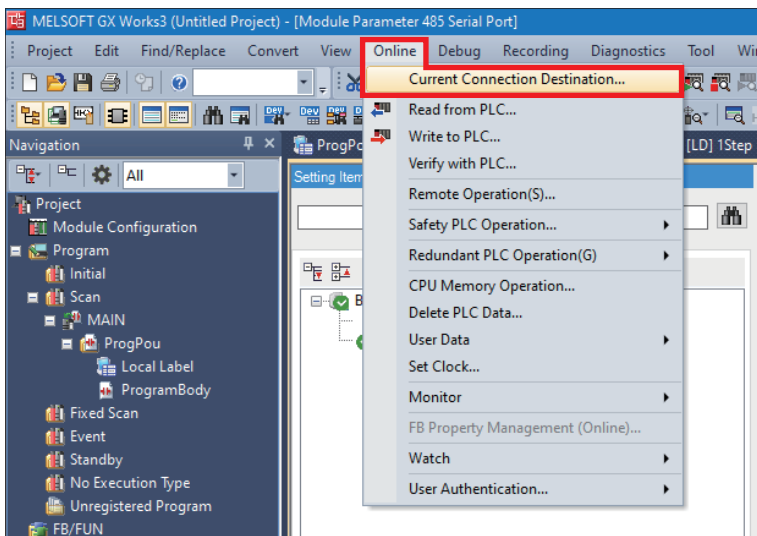 MELSOFT GX Works3 (Untitled Project) - [Module Parameter 485 Serial Port]
Project Edit Find/Replace Convert View Online Debug Recording Diagnostics Tool
Navigation
All
Project
Module Configuration
Program
Initial
Scan
MAIN
ProgPou
Local Label
ProgramBody
Fixed Scan
Event
Standby
No Execution Type
Unregistered Program
FB/FUN
[LD] 1Step
Setting Item
Current Connection Destination...
Read from PLC...
Write to PLC...
Verify with PLC...
Remote Operation(S)...
Safety PLC Operation...
Redundant PLC Operation(G)
CPU Memory Operation...
Delete PLC Data...
User Data
Set Clock...
Monitor
FB Property Management (Online)...
Watch
User Authentication...